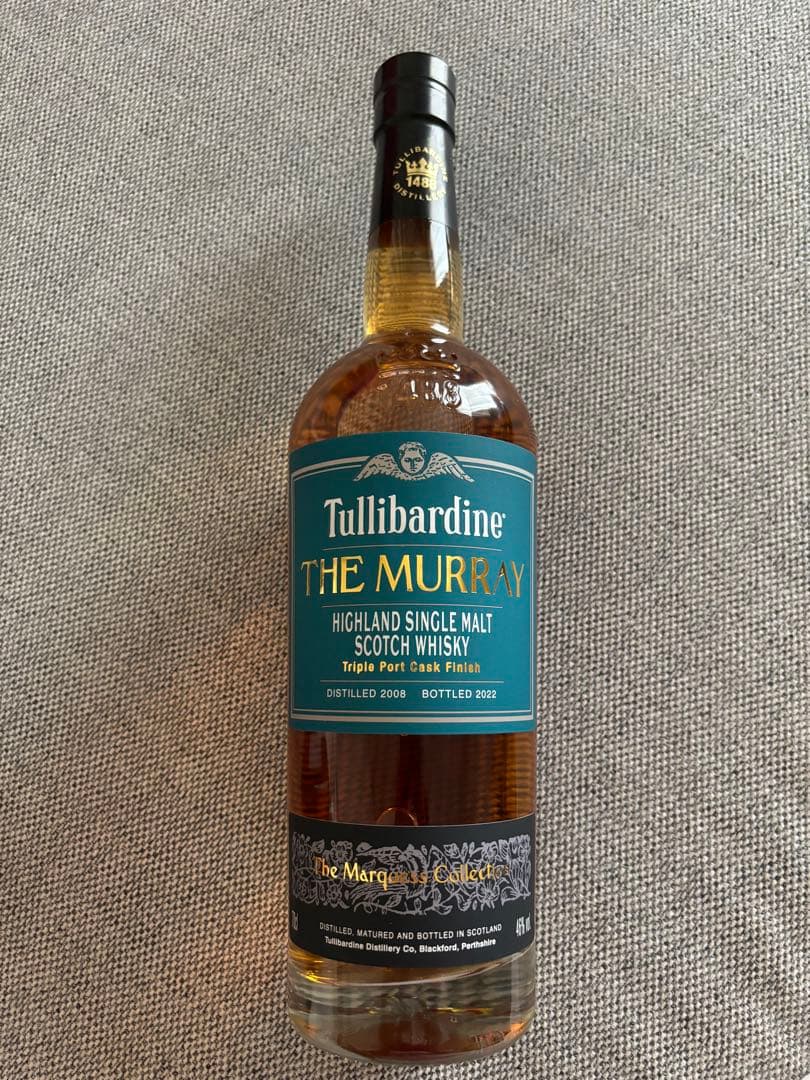 TULLIBARDINE
1488
DISTILLERY
1488
Tullibardine®
THE MURRAY
HIGHLAND SINGLE MALT
SCOTCH WHISKY
Triple Port Cask Finish
DISTILLED 2008 BOTTLED 2022
The Marquess Collection
DISTILLED, MATURED AND BOTTLED IN SCOTLAND
70cl 46% vol.
Tullibardine Distillery Co, Blackford, Perthshire